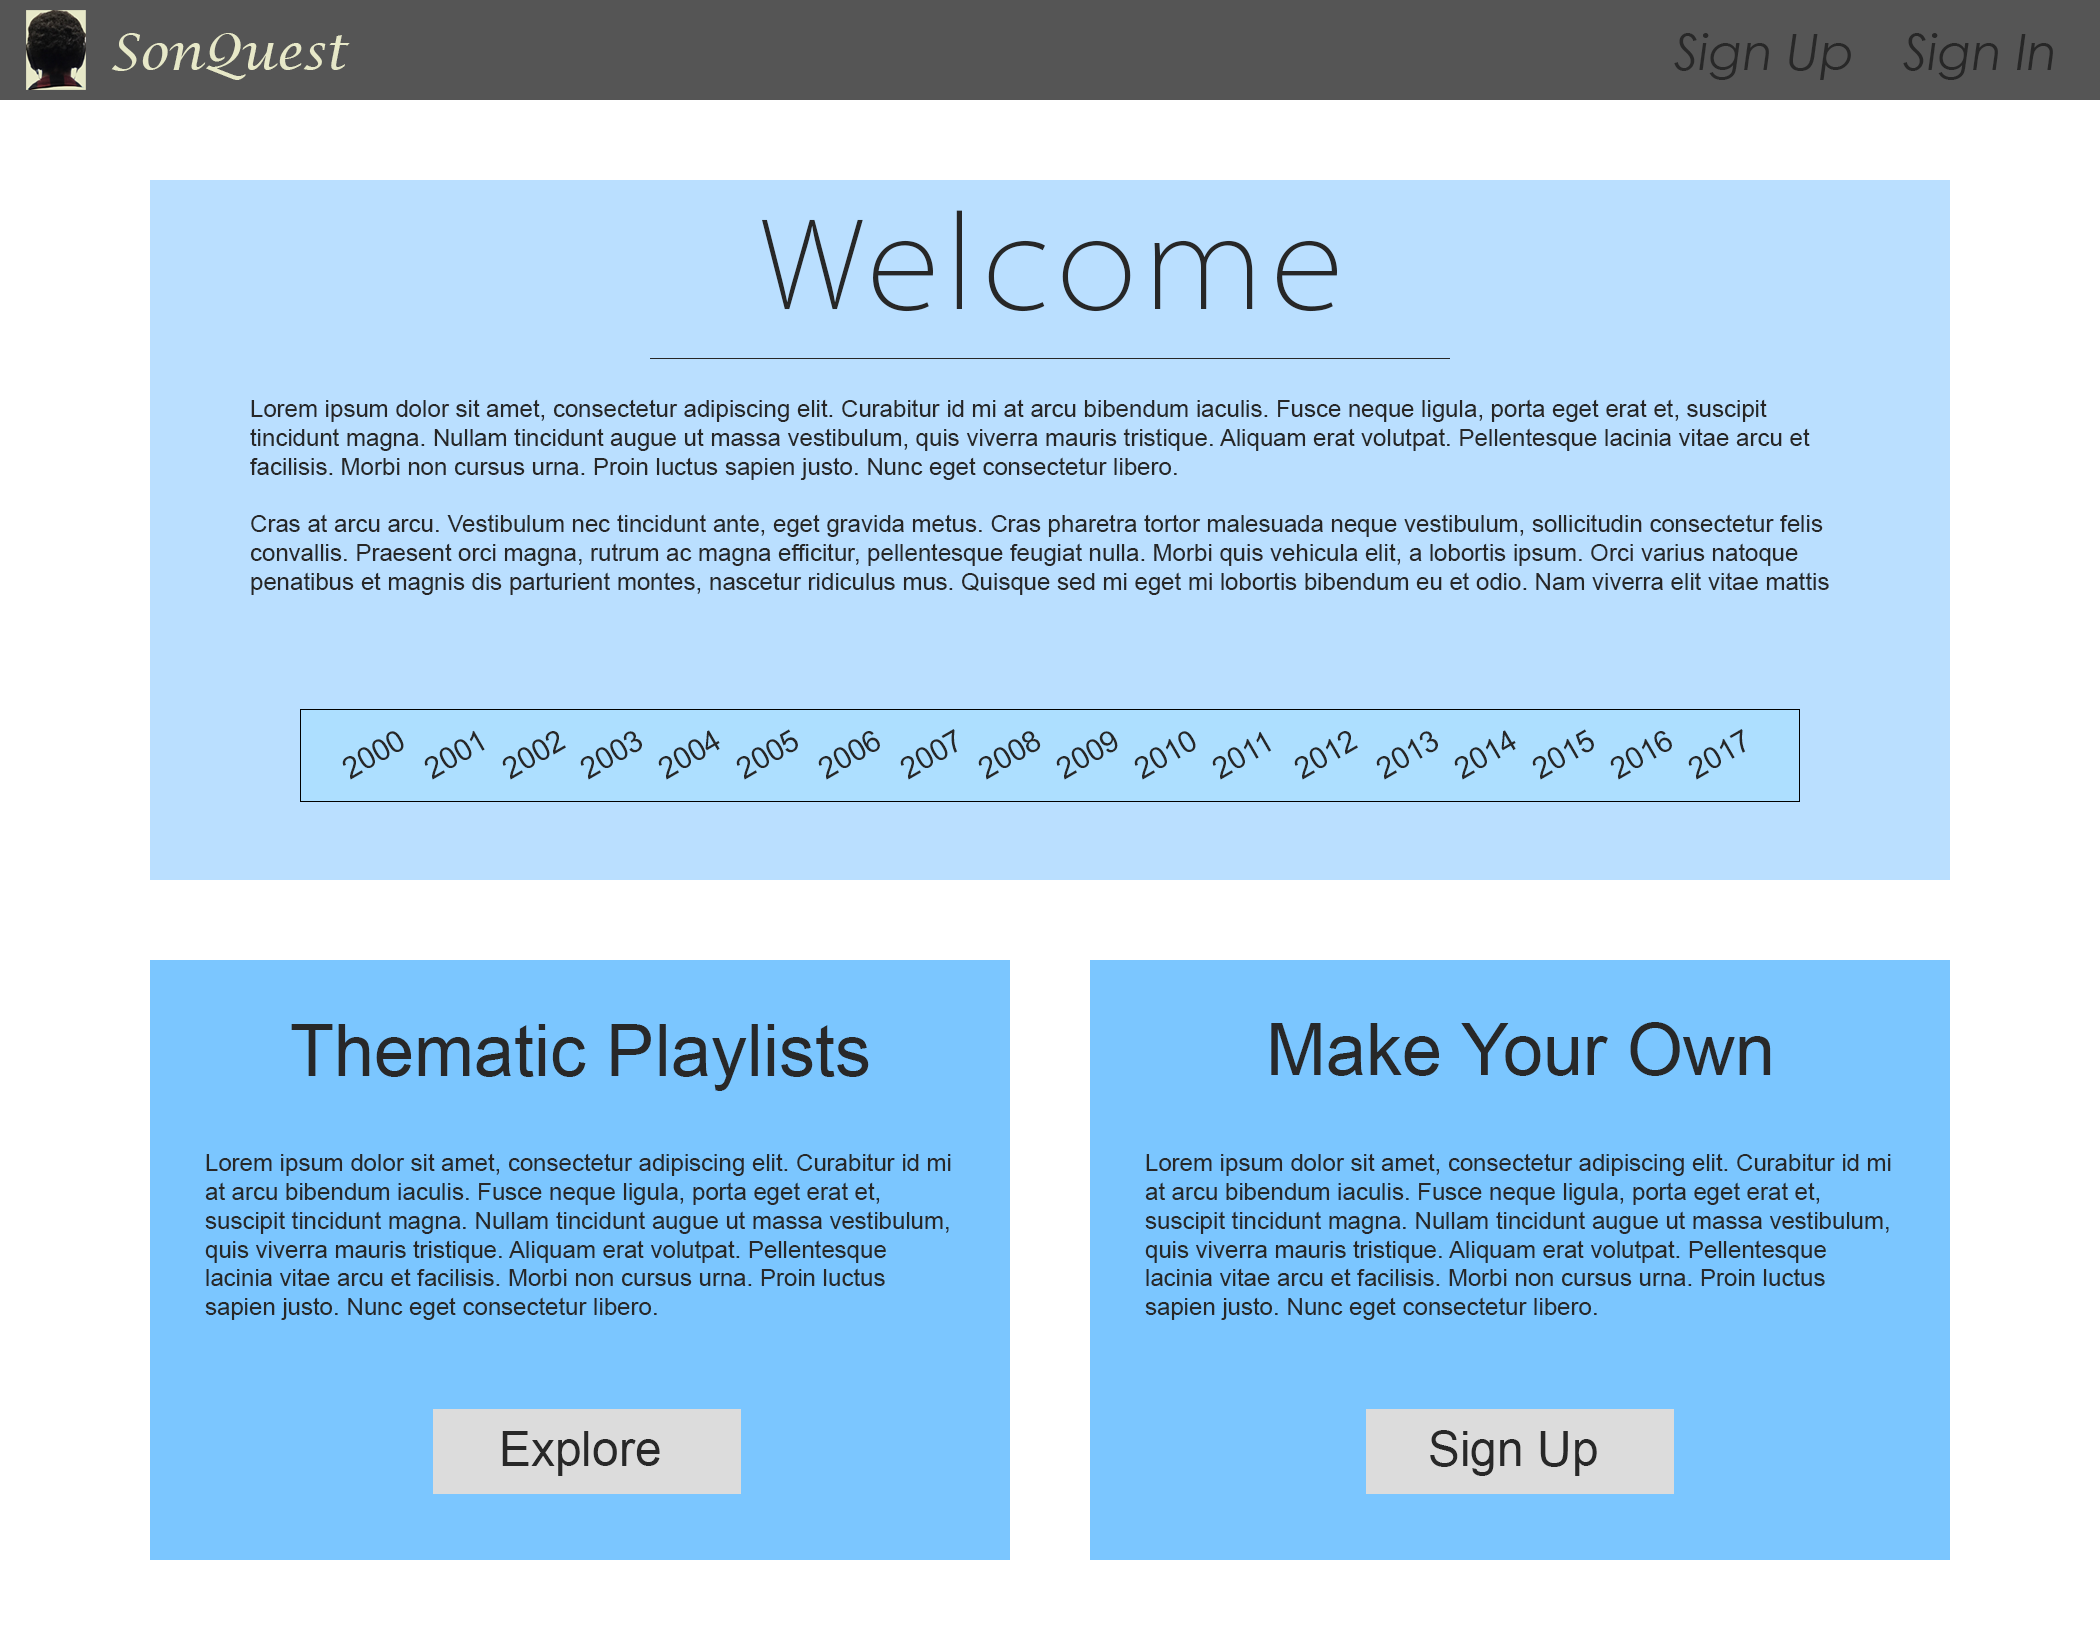 SonQuest Sign Up Sign In
Welcome
Lorem ipsum dolor sit amet, consectetur adipiscing elit. Curabitur id mi at arcu bibendum iaculis. Fusce neque ligula, porta eget erat et, suscipit
tincidunt magna. Nullam tincidunt augue ut massa vestibulum, quis viverra mauris tristique. Aliquam erat volutpat. Pellentesque lacinia vitae arcu et
facilisis. Morbi non cursus urna. Proin luctus sapien justo. Nunc eget consectetur libero.
Cras at arcu arcu. Vestibulum nec tincidunt ante, eget gravida metus. Cras pharetra tortor malesuada neque vestibulum, sollicitudin consectetur felis
convallis. Praesent orci magna, rutrum ac magna efficitur, pellentesque feugiat nulla. Morbi quis vehicula elit, a lobortis ipsum. Orci varius natoque
penatibus et magnis dis parturient montes, nascetur ridiculus mus. Quisque sed mi eget mi lobortis bibendum eu et odio. Nam viverra elit vitae mattis
2000 2001 2002 2003 2004 2005 2006 2007 2008 2009 2010 2011 2012 2013 2014 2015 2016 2017
Thematic Playlists
Lorem ipsum dolor sit amet, consectetur adipiscing elit. Curabitur id mi
at arcu bibendum iaculis. Fusce neque ligula, porta eget erat et,
suscipit tincidunt magna. Nullam tincidunt augue ut massa vestibulum,
quis viverra mauris tristique. Aliquam erat volutpat. Pellentesque
lacinia vitae arcu et facilisis. Morbi non cursus urna. Proin luctus
sapien justo. Nunc eget consectetur libero.
Explore
Make Your Own
Lorem ipsum dolor sit amet, consectetur adipiscing elit. Curabitur id mi
at arcu bibendum iaculis. Fusce neque ligula, porta eget erat et,
suscipit tincidunt magna. Nullam tincidunt augue ut massa vestibulum,
quis viverra mauris tristique. Aliquam erat volutpat. Pellentesque
lacinia vitae arcu et facilisis. Morbi non cursus urna. Proin luctus
sapien justo. Nunc eget consectetur libero.
Sign Up